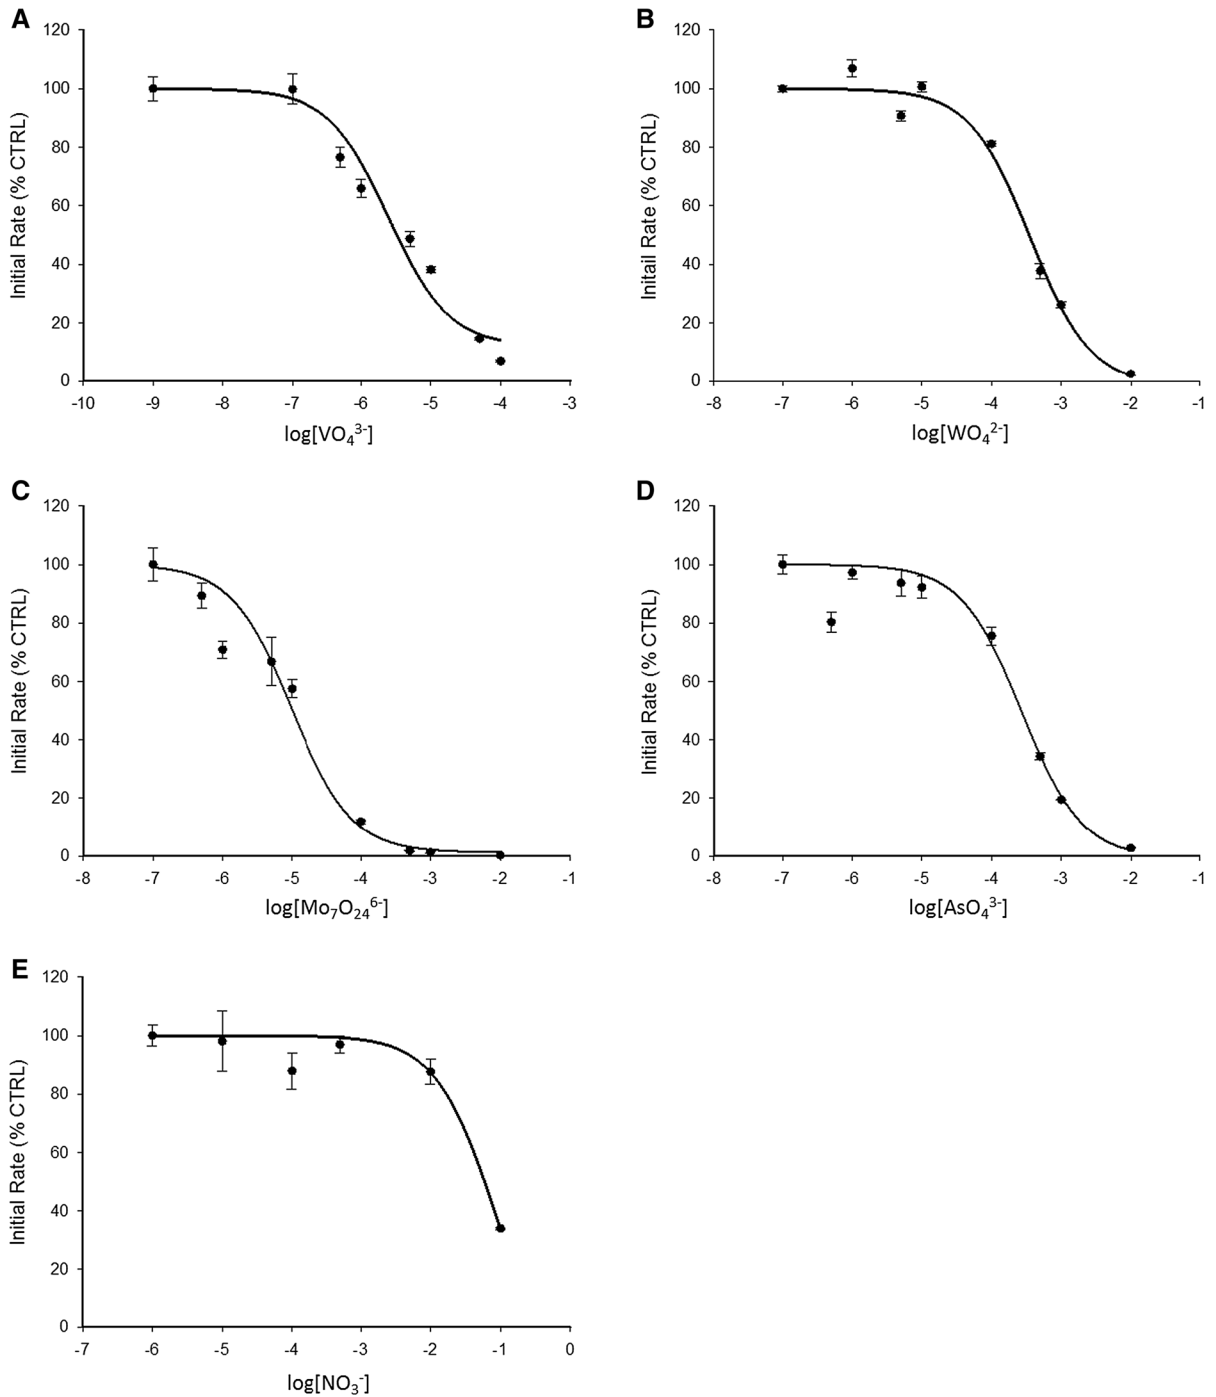 A
120
100
80
60
40
20
0
Initial Rate (% CTRL)
-10 -9 -8 -7 -6 -5 -4 -3
log[VO₄³⁻]
B
120
100
80
60
40
20
0
Initail Rate (% CTRL)
-8 -7 -6 -5 -4 -3 -2 -1
log[WO₄²⁻]
C
120
100
80
60
40
20
0
Initial Rate (% CTRL)
-8 -7 -6 -5 -4 -3 -2 -1
log[Mo₇O₂₄⁶⁻]
D
120
100
80
60
40
20
0
Initial Rate (% CTRL)
-8 -7 -6 -5 -4 -3 -2 -1
log[AsO₄³⁻]
E
120
100
80
60
40
20
0
Initial Rate (% CTRL)
-7 -6 -5 -4 -3 -2 -1 0
log[NO₃⁻]